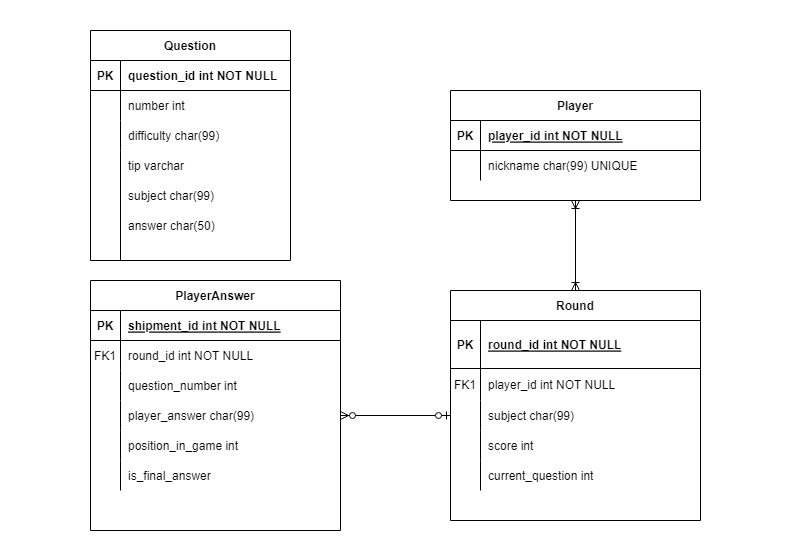 Question
PK question_id int NOT NULL
number int
difficulty char(99)
tip varchar
subject char(99)
answer char(50)
Player
PK player_id int NOT NULL
nickname char(99) UNIQUE
PlayerAnswer
PK shipment_id int NOT NULL
FK1 round_id int NOT NULL
question_number int
player_answer char(99)
position_in_game int
is_final_answer
Round
PK round_id int NOT NULL
FK1 player_id int NOT NULL
subject char(99)
score int
current_question int